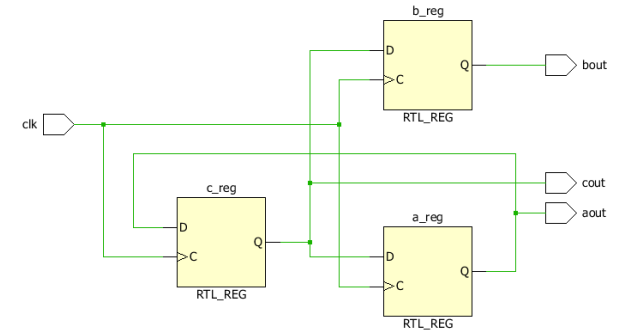 b_reg
D
Q
C
bout
RTL_REG
clk
c_reg
D
Q
C
RTL_REG
cout
aout
a_reg
D
Q
C
RTL_REG